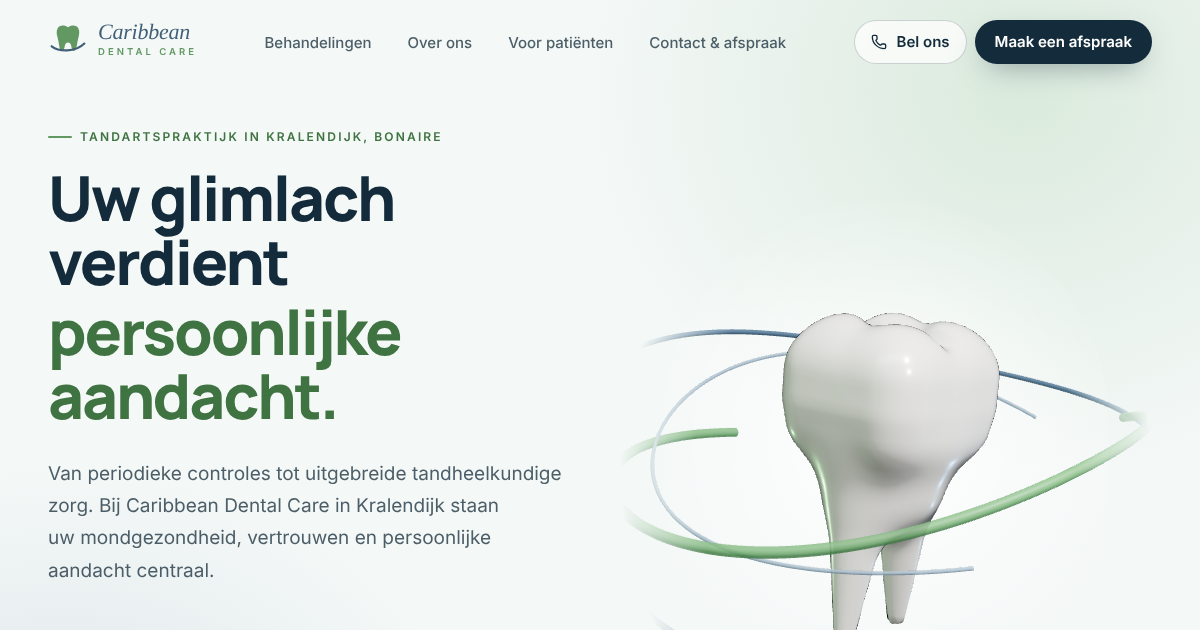 Caribbean
DENTAL CARE
Behandelingen
Over ons
Voor patiënten
Contact & afspraak
Bel ons
Maak een afspraak
TANDARTSPRAKTIJK IN KRALENDIJK, BONAIRE
Uw glimlach
verdient
persoonlijke
aandacht.
Van periodieke controles tot uitgebreide tandheelkundige
zorg. Bij Caribbean Dental Care in Kralendijk staan
uw mondgezondheid, vertrouwen en persoonlijke
aandacht centraal.